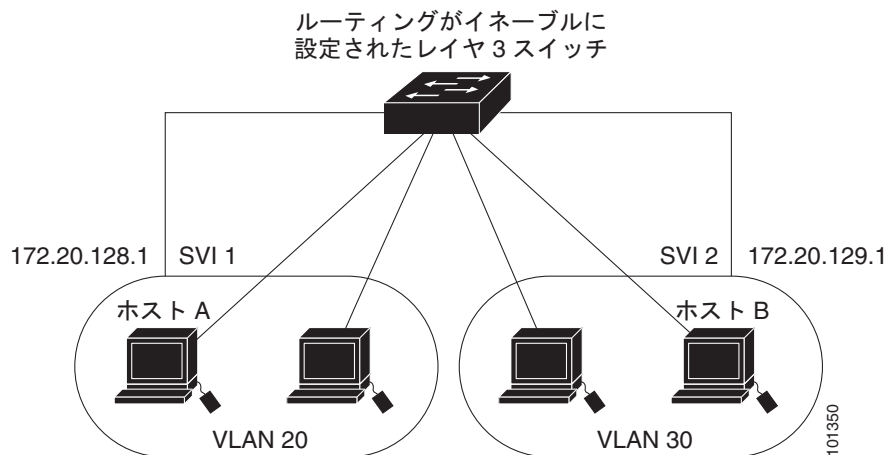 ルーティングがイネーブルに
設定されたレイヤ 3 スイッチ
172.20.128.1 SVI 1
SVI 2 172.20.129.1
ホスト A
ホスト B
VLAN 20
VLAN 30
101350